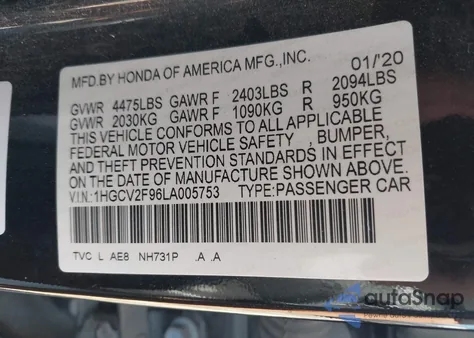 MFD.BY HONDA OF AMERICA MFG.,INC. 01/'20
GVWR 4475LBS GAWR F 2403LBS R 2094LBS
GVWR 2030KG GAWR F 1090KG R 950KG
THIS VEHICLE CONFORMS TO ALL APPLICABLE
FEDERAL MOTOR VEHICLE SAFETY , BUMPER,
AND THEFT PREVENTION STANDARDS IN EFFECT
ON THE DATE OF MANUFACTURE SHOWN ABOVE.
V.I.N.:1HGCV2F96LA005753 TYPE:PASSENGER CAR
TVC L AE8 NH731P .A .A
autoSnap